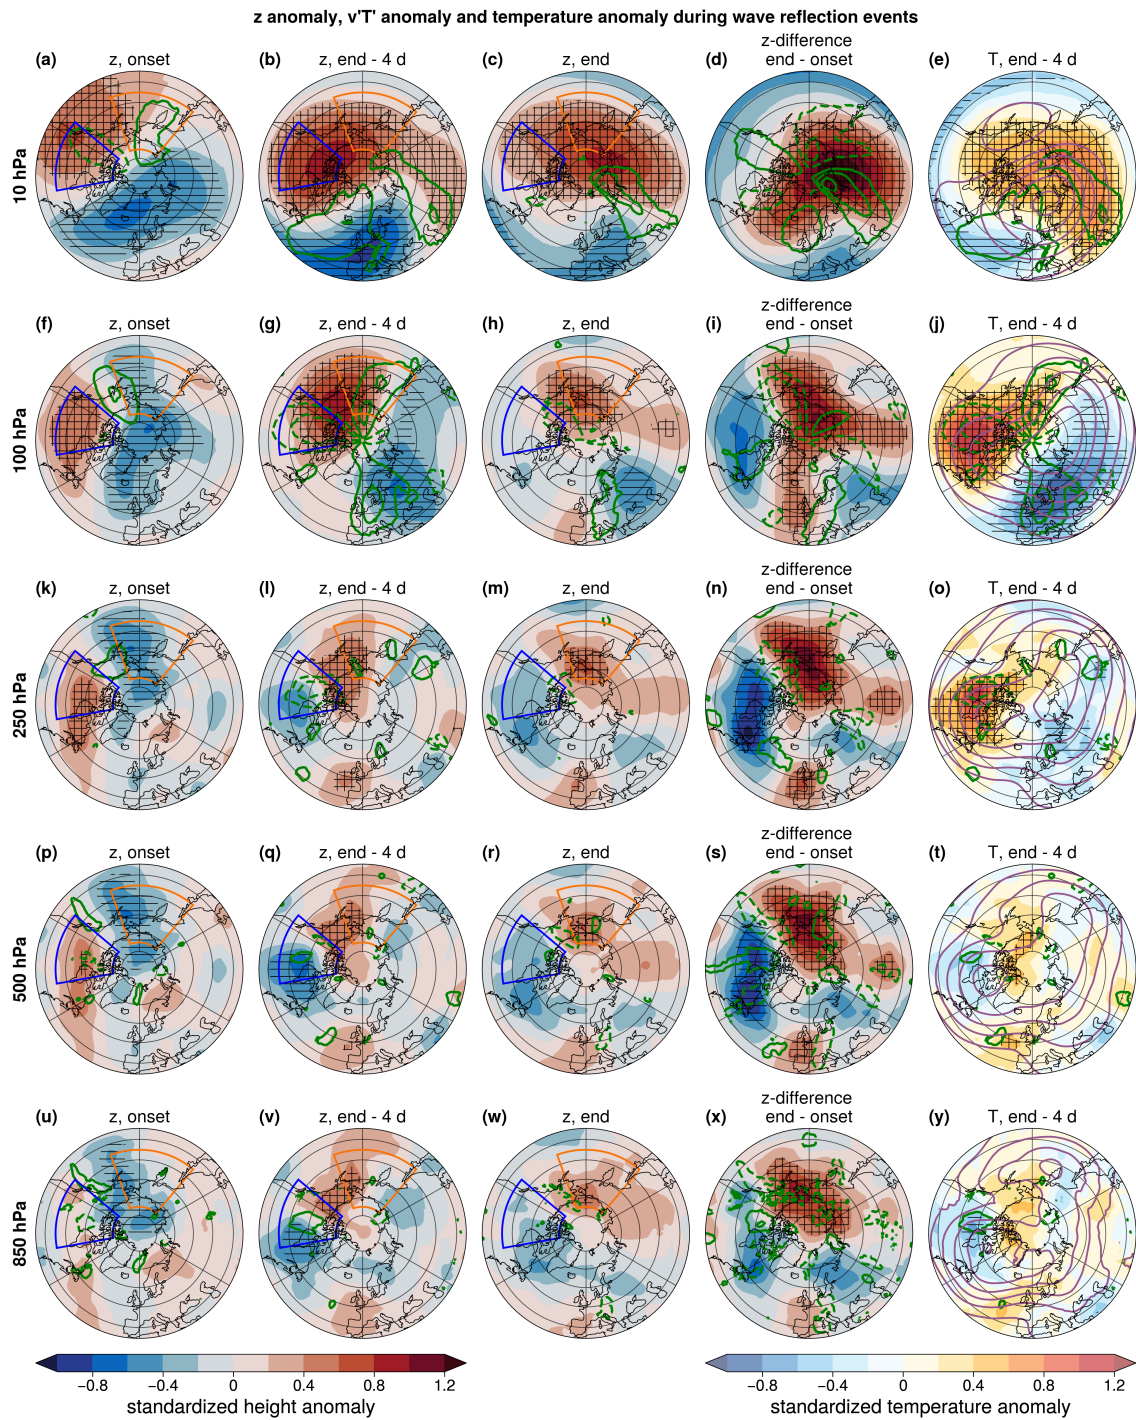 z anomaly, v'T' anomaly and temperature anomaly during wave reflection events
(a) z, onset
(b) z, end - 4 d
(c) z, end
(d) z-difference
end - onset
(e) T, end - 4 d
10 hPa
(f) z, onset
(g) z, end - 4 d
(h) z, end
(i) z-difference
end - onset
(j) T, end - 4 d
100 hPa
(k) z, onset
(l) z, end - 4 d
(m) z, end
(n) z-difference
end - onset
(o) T, end - 4 d
250 hPa
(p) z, onset
(q) z, end - 4 d
(r) z, end
(s) z-difference
end - onset
(t) T, end - 4 d
500 hPa
(u) z, onset
(v) z, end - 4 d
(w) z, end
(x) z-difference
end - onset
(y) T, end - 4 d
850 hPa
−0.8 −0.4 0 0.4 0.8 1.2
standardized height anomaly
−0.8 −0.4 0 0.4 0.8 1.2
standardized temperature anomaly